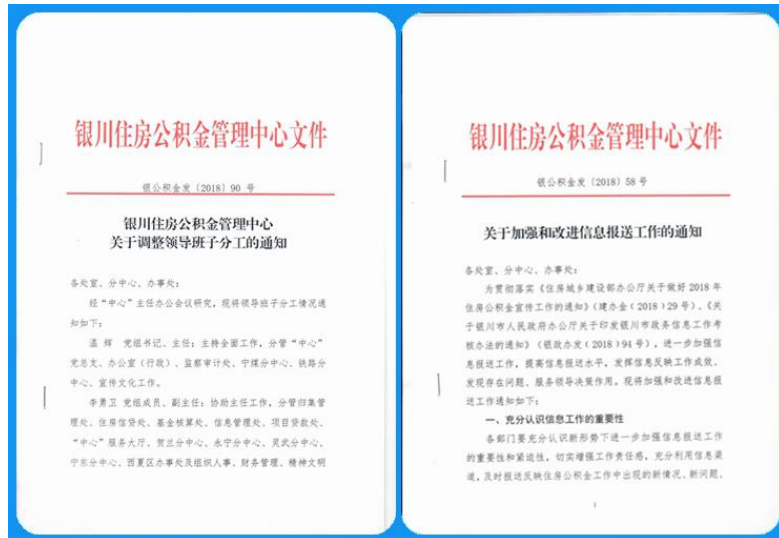 银川住房公积金管理中心文件
银公积金发〔2018〕90 号
银川住房公积金管理中心
关于调整领导班子分工的通知
各处室、分中心、办事处：
经“中心”主任办公会议研究，现将领导班子分工情况通
知如下：
温 辉 党组书记、主任：主持全面工作，分管“中心”
党总支、办公室（行政）、监察审计处、宁煤分中心、铁路分
中心、宣传文化工作。
李勇卫 党组成员、副主任：协助主任工作，分管归集管
理处、住房信贷处、基金核算处、信息管理处、项目贷款处、
“中心”服务大厅、贺兰分中心、永宁分中心、灵武分中心、
宁东分中心、西夏区办事处及组织人事、财务管理、精神文明
银川住房公积金管理中心文件
银公积金发〔2018〕58 号
关于加强和改进信息报送工作的通知
各处室、分中心、办事处：
为贯彻落实《住房城乡建设部办公厅关于做好 2018 年
住房公积金宣传工作的通知》（建办金〔2018〕29 号）、《关
于银川市人民政府办公厅关于印发银川市政务信息工作考
核办法的通知》（银政办发〔2018〕94 号），进一步加强信
息报送工作，提高信息报送水平，发挥信息反映工作成效、
发现存在问题、服务领导决策作用，现将加强和改进信息报
送工作通知如下：
一、充分认识信息工作的重要性
各部门要充分认识新形势下进一步加强信息报送工作
的重要性和紧迫性，切实增强工作责任感，充分利用信息渠
道，及时报送反映住房公积金工作中出现的新情况、新问题、
1